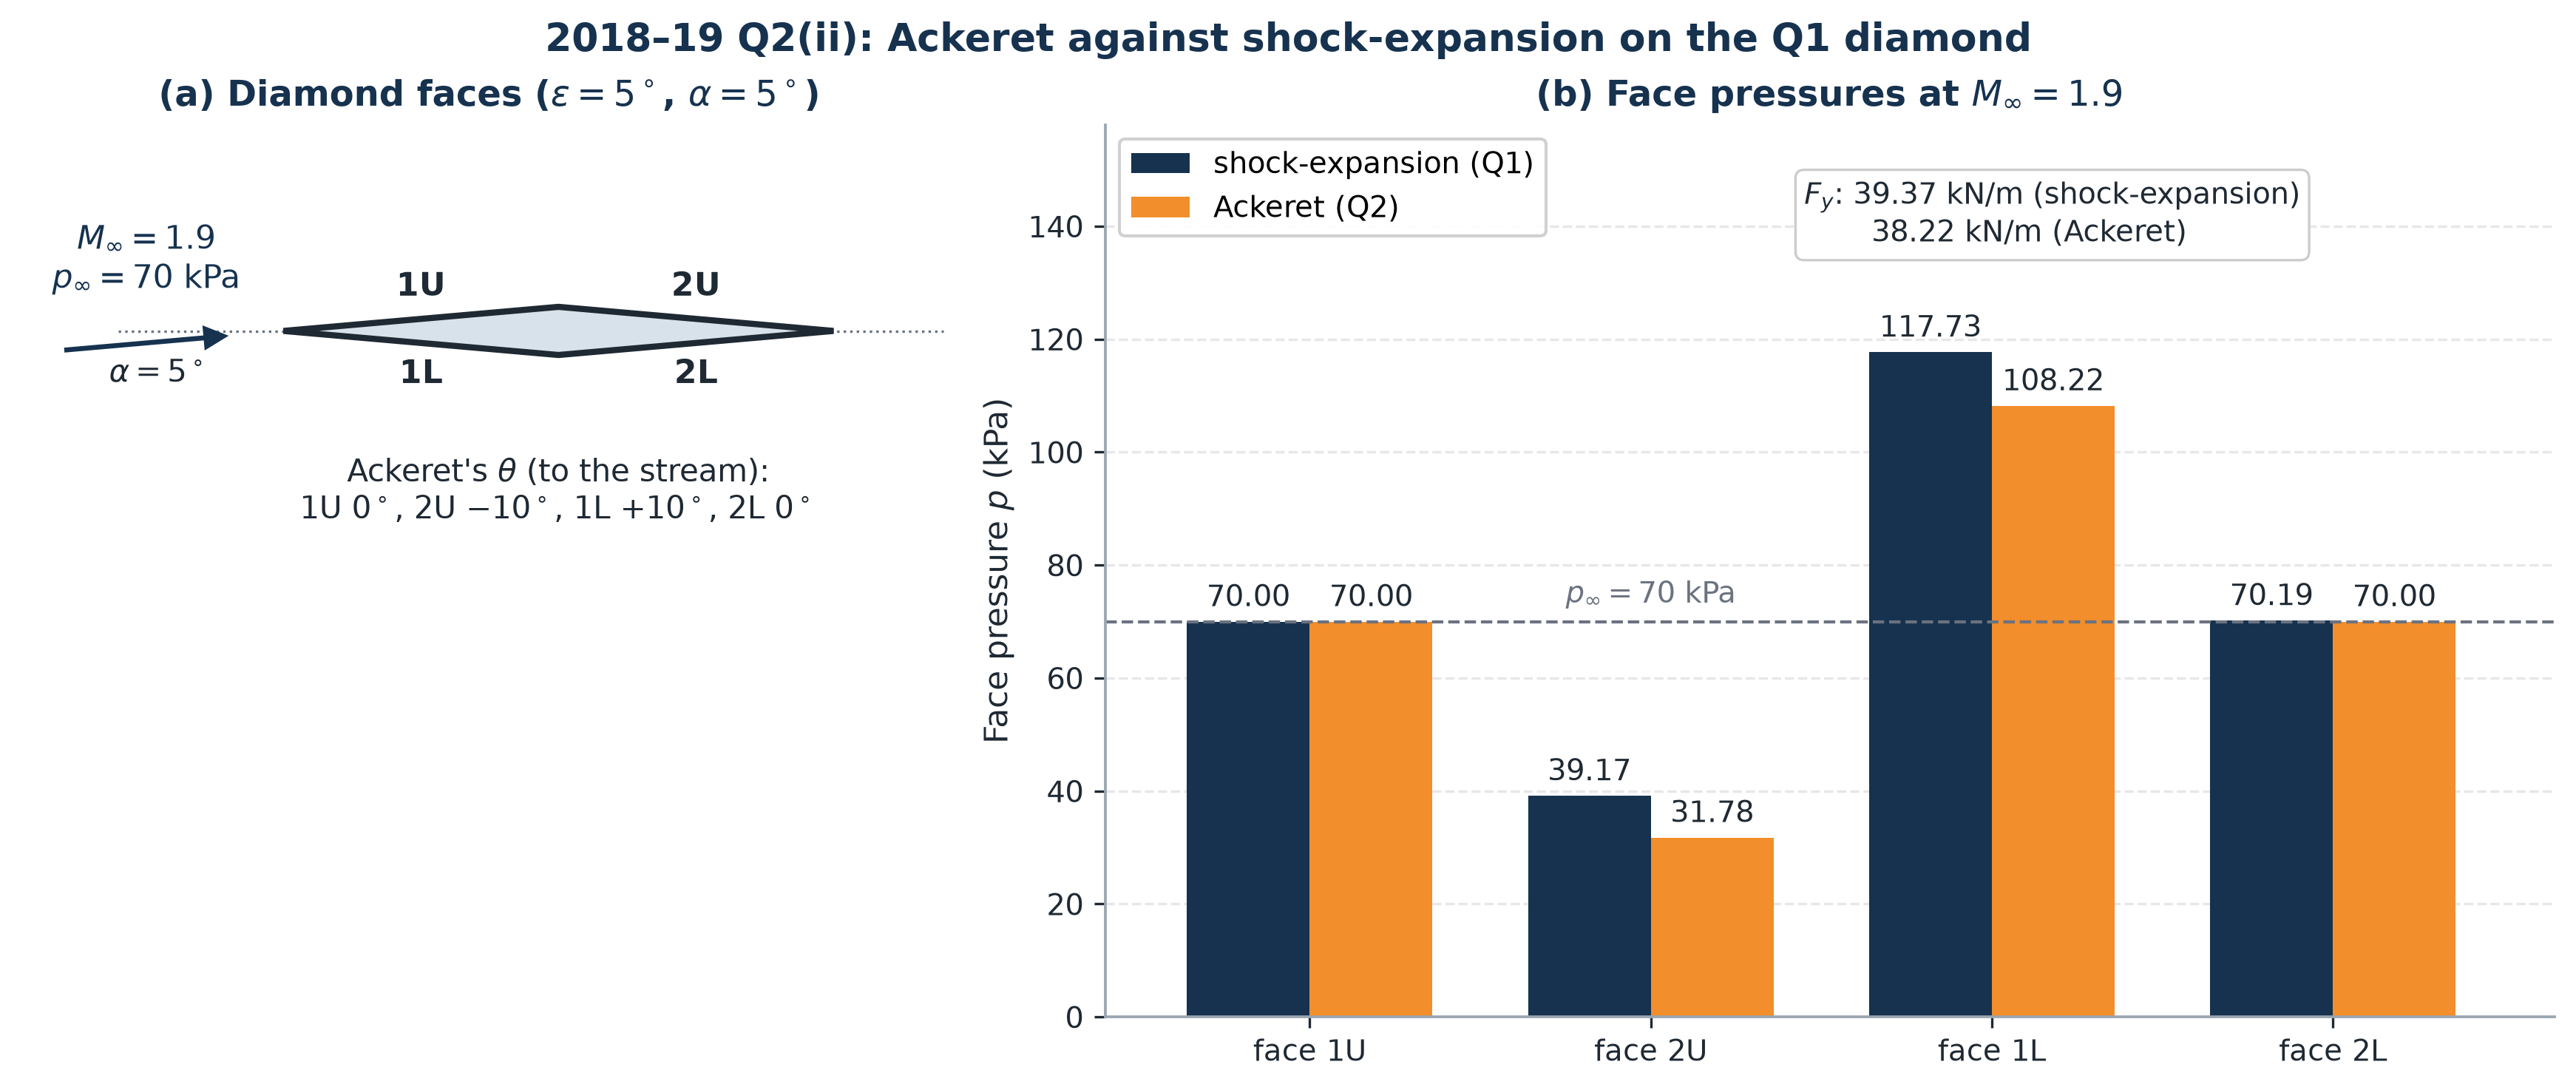 2018–19 Q2(ii): Ackeret against shock-expansion on the Q1 diamond
(a) Diamond faces (ε = 5°, α = 5°)
M∞ = 1.9
p∞ = 70 kPa
1U
2U
α = 5°
1L
2L
Ackeret's θ (to the stream):
1U 0°, 2U −10°, 1L +10°, 2L 0°
(b) Face pressures at M∞ = 1.9
shock-expansion (Q1)
Ackeret (Q2)
Fy: 39.37 kN/m (shock-expansion)
38.22 kN/m (Ackeret)
Face pressure p (kPa)
140
120
100
80
60
40
20
0
70.00
70.00
p∞ = 70 kPa
39.17
31.78
117.73
108.22
70.19
70.00
face 1U
face 2U
face 1L
face 2L